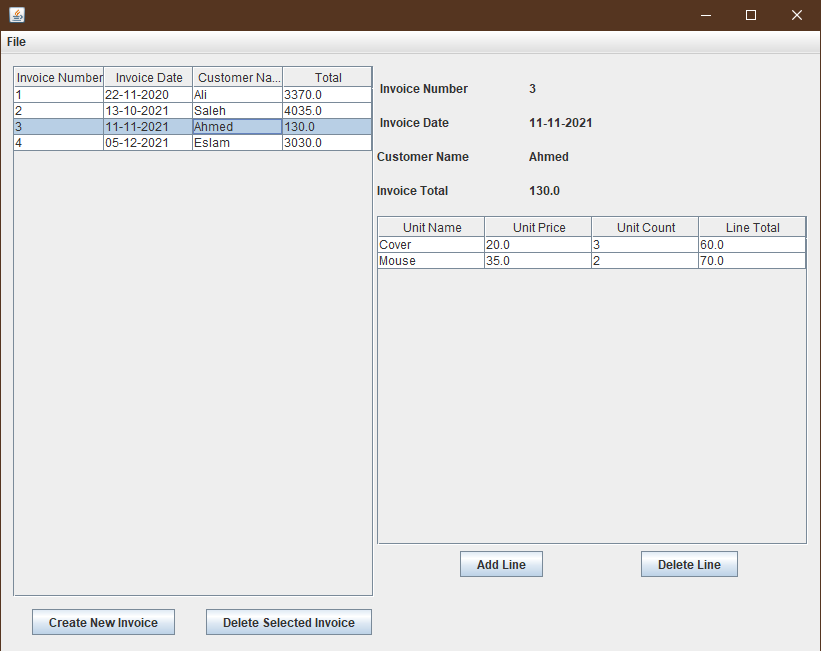 File
Invoice Number Invoice Date Customer Na... Total
1 22-11-2020 Ali 3370.0
2 13-10-2021 Saleh 4035.0
3 11-11-2021 Ahmed 130.0
4 05-12-2021 Eslam 3030.0
Invoice Number 3
Invoice Date 11-11-2021
Customer Name Ahmed
Invoice Total 130.0
Unit Name Unit Price Unit Count Line Total
Cover 20.0 3 60.0
Mouse 35.0 2 70.0
Add Line Delete Line
Create New Invoice Delete Selected Invoice